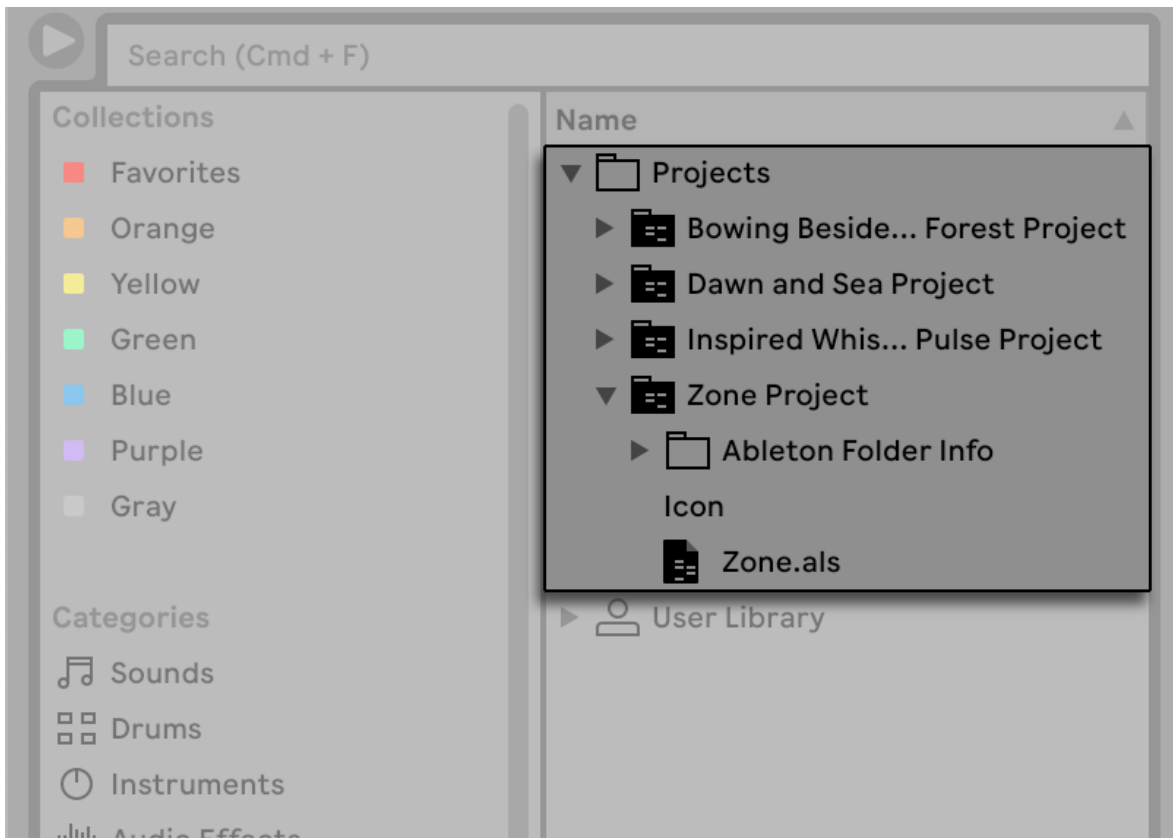 Search (Cmd + F)
Collections
Favorites
Orange
Yellow
Green
Blue
Purple
Gray
Categories
Sounds
Drums
Instruments
Audio Effects
Name
Projects
Bowing Beside... Forest Project
Dawn and Sea Project
Inspired Whis... Pulse Project
Zone Project
Ableton Folder Info
Icon
Zone.als
User Library